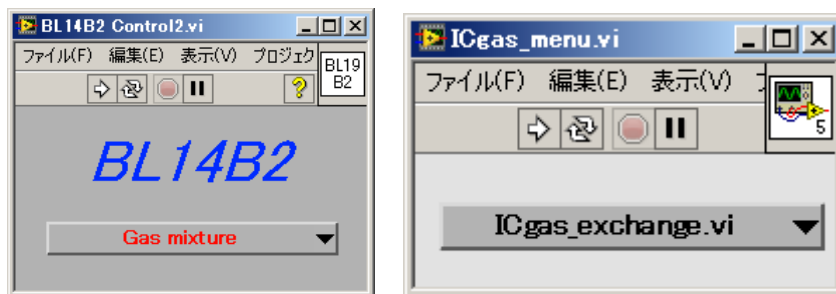 BL14B2 Control2.vi
ファイル(F) 編集(E) 表示(V) プロジェク
BL19
B2
BL14B2
Gas mixture
ICgas_menu.vi
ファイル(F) 編集(E) 表示(V)
5
ICgas_exchange.vi